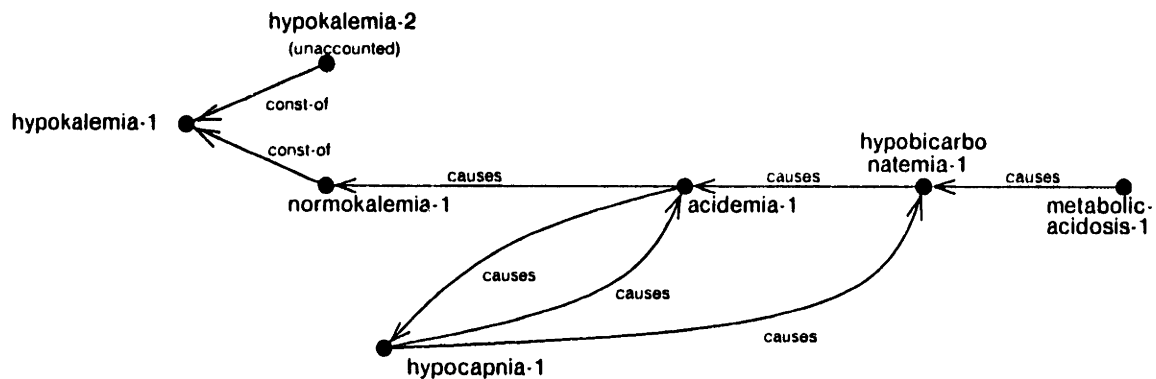 hypokalemia-2
(unaccounted)
const-of
hypokalemia-1
const-of
hypobicarbo
natemia-1
causes
causes
causes
normokalemia-1
acidemia-1
metabolic-
acidosis-1
causes
causes
causes
hypocapnia-1